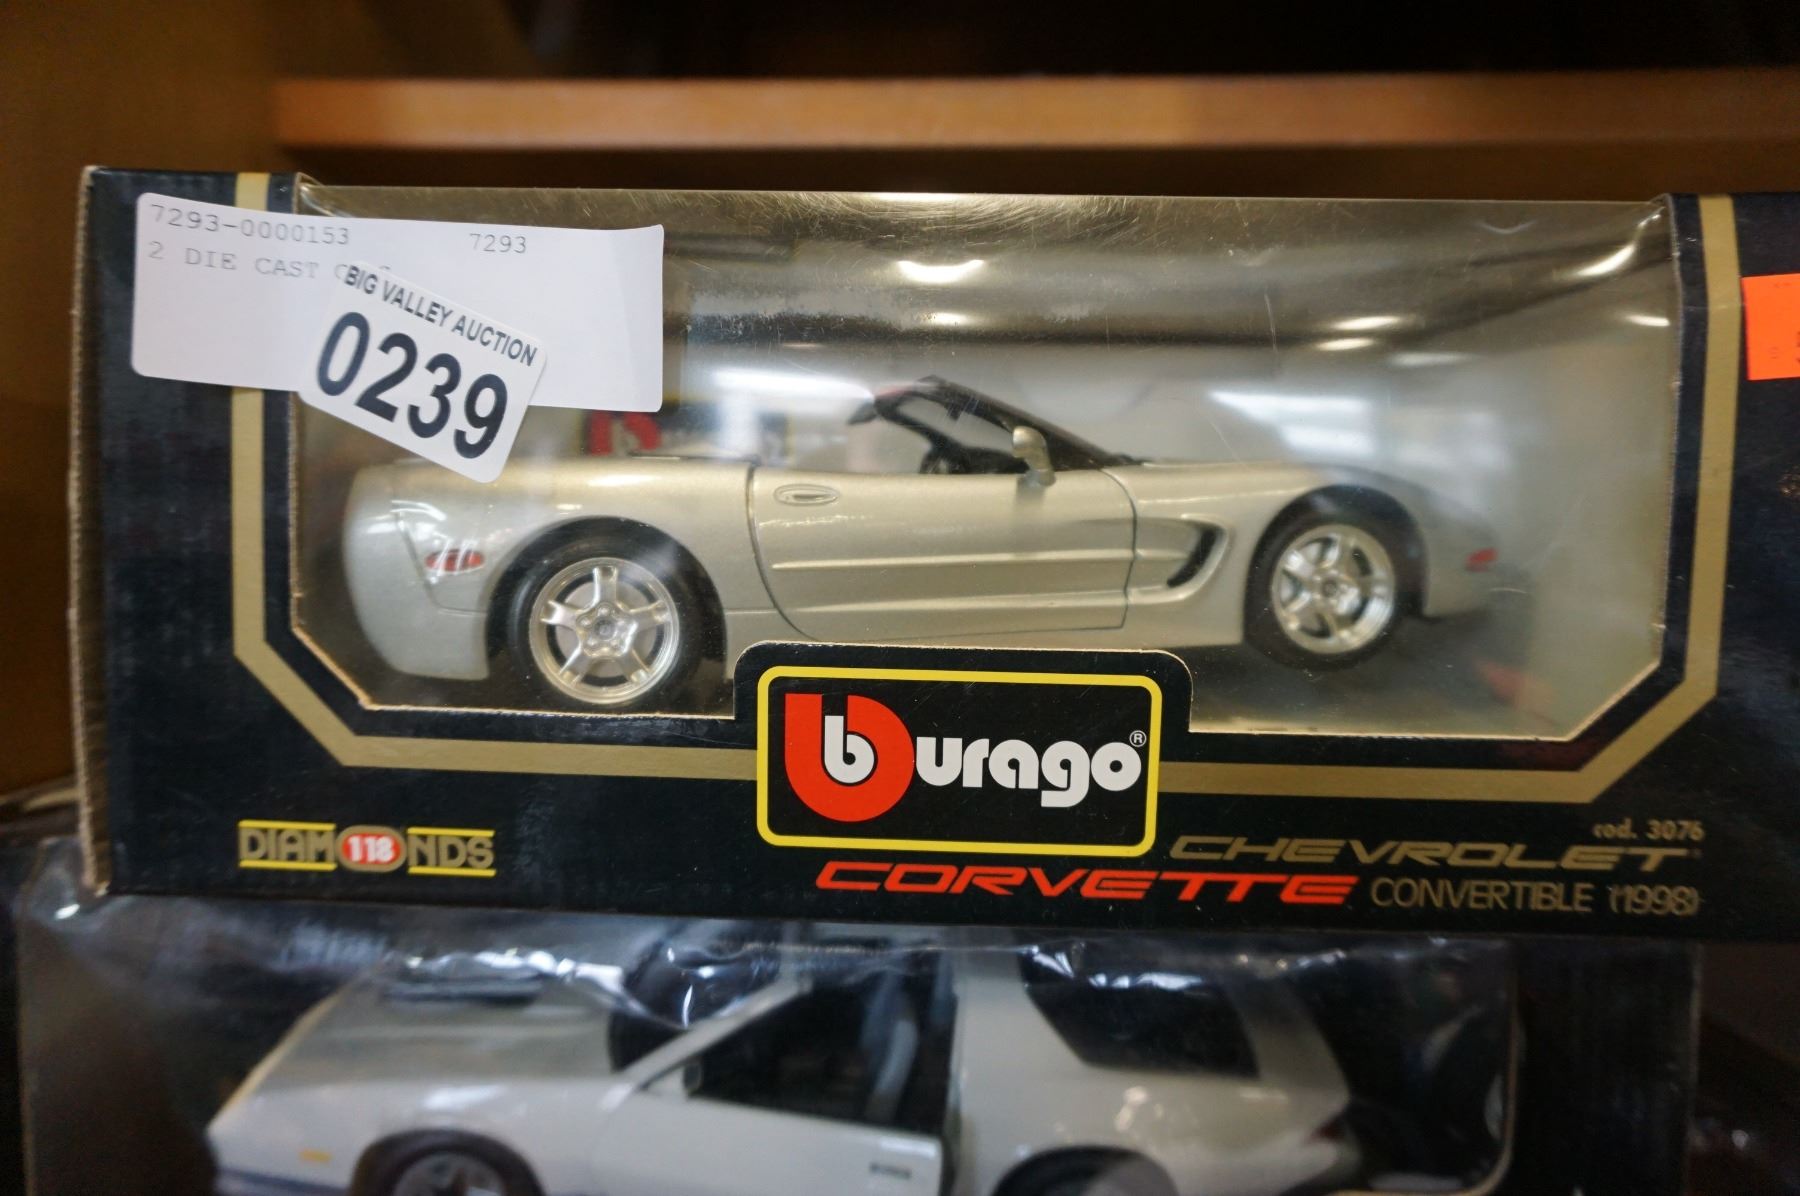 7293-0000153 7293
2 DIE CAST
BIG VALLEY AUCTION
0239
burago®
DIAM 1:18 NDS
cod. 3076
CHEVROLET
CORVETTE CONVERTIBLE (1998)